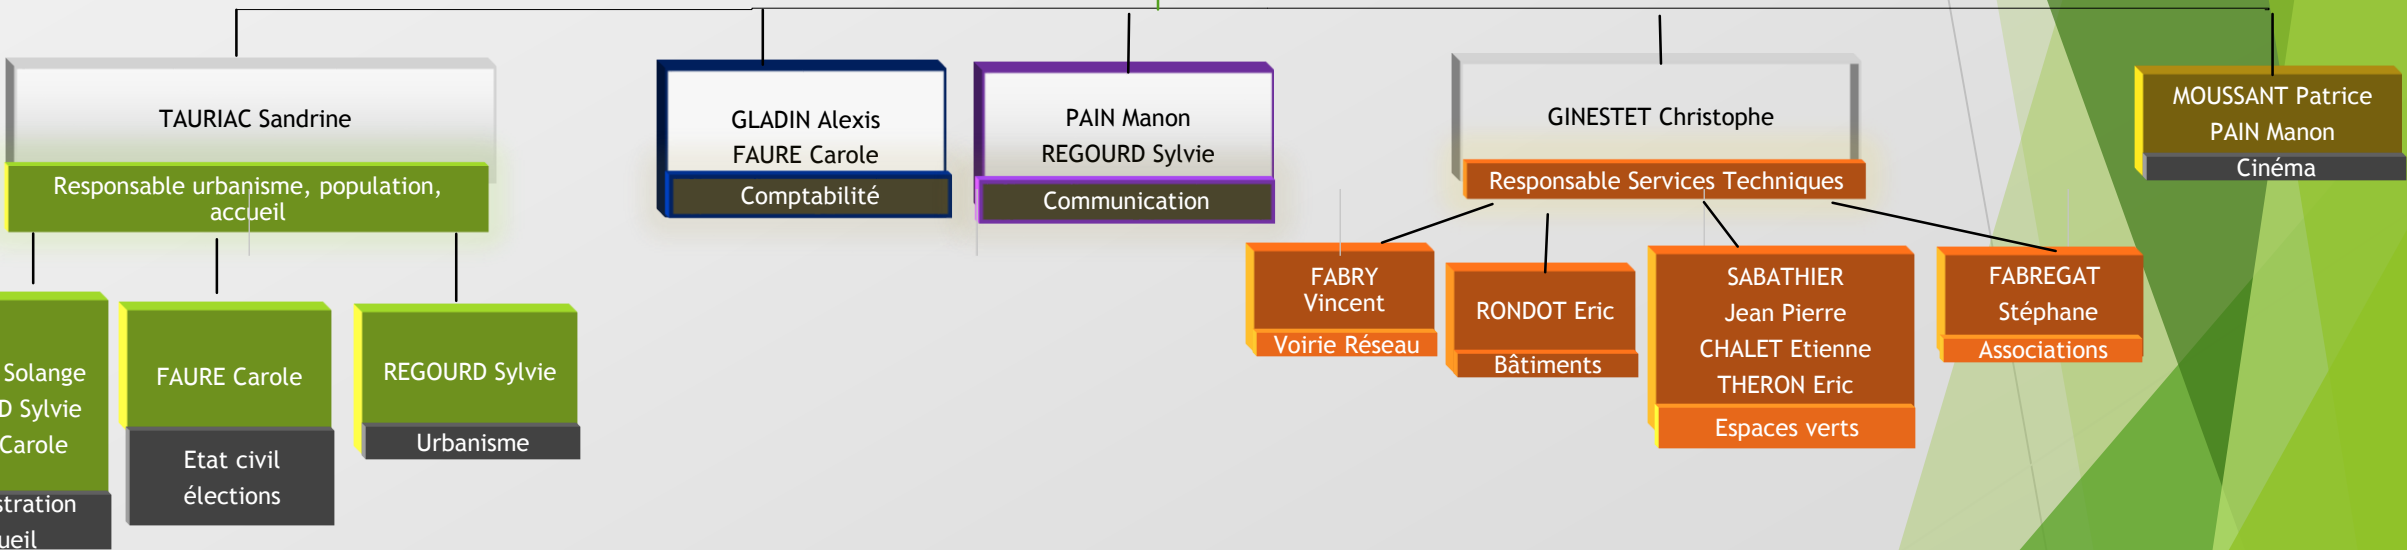 TAURIAC Sandrine
Responsable urbanisme, population,
accueil
GLADIN Alexis
FAURE Carole
Comptabilité
PAIN Manon
REGOURD Sylvie
Communication
GINESTET Christophe
Responsable Services Techniques
MOUSSANT Patrice
PAIN Manon
Cinéma
Solange
D Sylvie
Carole
stration
ueil
FAURE Carole
Etat civil
élections
REGOURD Sylvie
Urbanisme
FABRY
Vincent
Voirie Réseau
RONDOT Eric
Bâtiments
SABATHIER
Jean Pierre
CHALET Etienne
THERON Eric
Espaces verts
FABREGAT
Stéphane
Associations